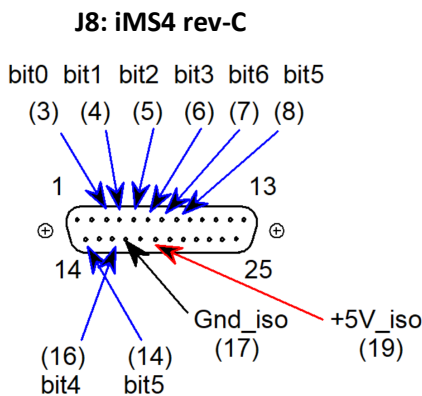 J8: iMS4 rev-C
bit0 bit1 bit2 bit3 bit6 bit5
(3) (4) (5) (6) (7) (8)
1 13
14 25
Gnd_iso +5V_iso
(17) (19)
(16) (14)
bit4 bit5